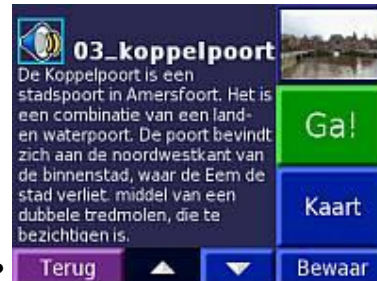 03_koppelpoort
De Koppelpoort is een
stadspoort in Amersfoort. Het is
een combinatie van een land-
en waterpoort. De poort bevindt
zich aan de noordwestkant van
de binnenstad, waar de Eem de
stad verliet. middel van een
dubbele tredmolen, die te
bezichtigen is.
Ga!
Kaart
Terug
Bewaar